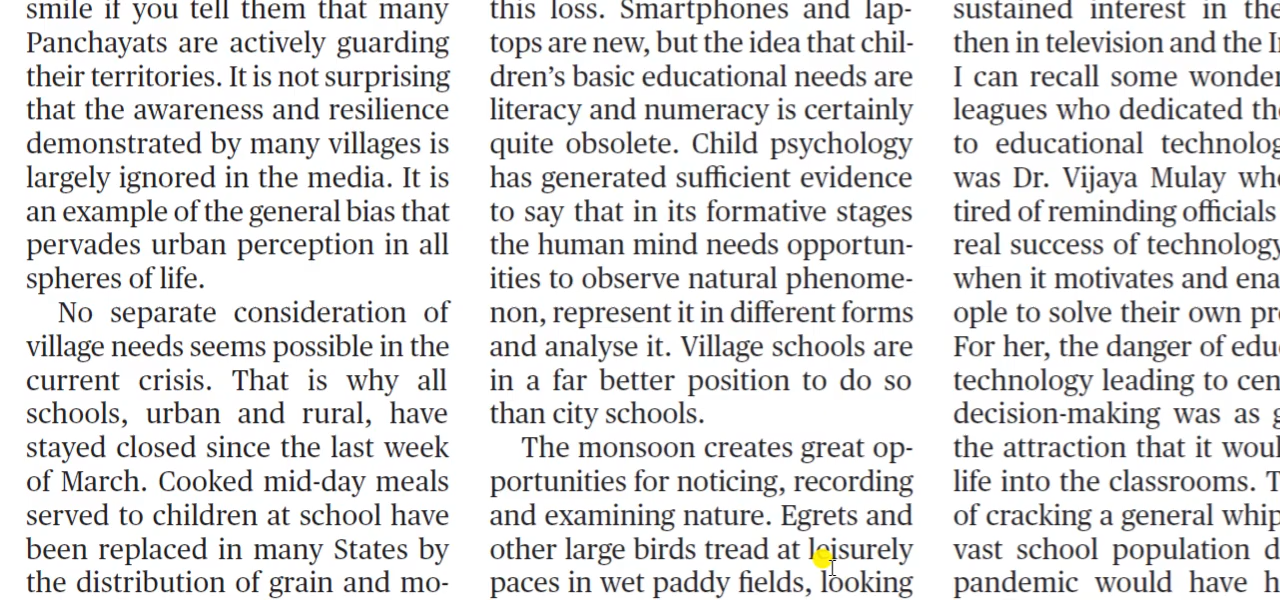 smile if you tell them that many
Panchayats are actively guarding
their territories. It is not surprising
that the awareness and resilience
demonstrated by many villages is
largely ignored in the media. It is
an example of the general bias that
pervades urban perception in all
spheres of life.
No separate consideration of
village needs seems possible in the
current crisis. That is why all
schools, urban and rural, have
stayed closed since the last week
of March. Cooked mid-day meals
served to children at school have
been replaced in many States by
the distribution of grain and mo-
this loss. Smartphones and lap-
tops are new, but the idea that chil-
dren's basic educational needs are
literacy and numeracy is certainly
quite obsolete. Child psychology
has generated sufficient evidence
to say that in its formative stages
the human mind needs opportun-
ities to observe natural phenome-
non, represent it in different forms
and analyse it. Village schools are
in a far better position to do so
than city schools.
The monsoon creates great op-
portunities for noticing, recording
and examining nature. Egrets and
other large birds tread at leisurely
paces in wet paddy fields, looking
sustained interest in the
then in television and the
I can recall some
leagues who dedicated
to educational
was Dr. Vijaya Mulay
tired of reminding officials
real success of technology
when it motivates and
ople to solve their own
For her, the danger of
technology leading to
decision-making was as
the attraction that it
life into the classrooms.
of cracking a general
vast school population
pandemic would have